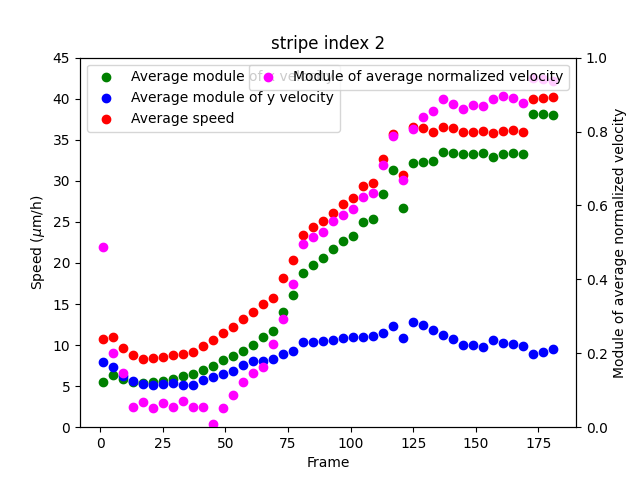 stripe index 2
Average module of x velocity
Average module of y velocity
Average speed
Module of average normalized velocity
45
40
35
30
25
20
15
10
5
0
Speed (μm/h)
1.0
0.8
0.6
0.4
0.2
0.0
Module of average normalized velocity
0 25 50 75 100 125 150 175
Frame